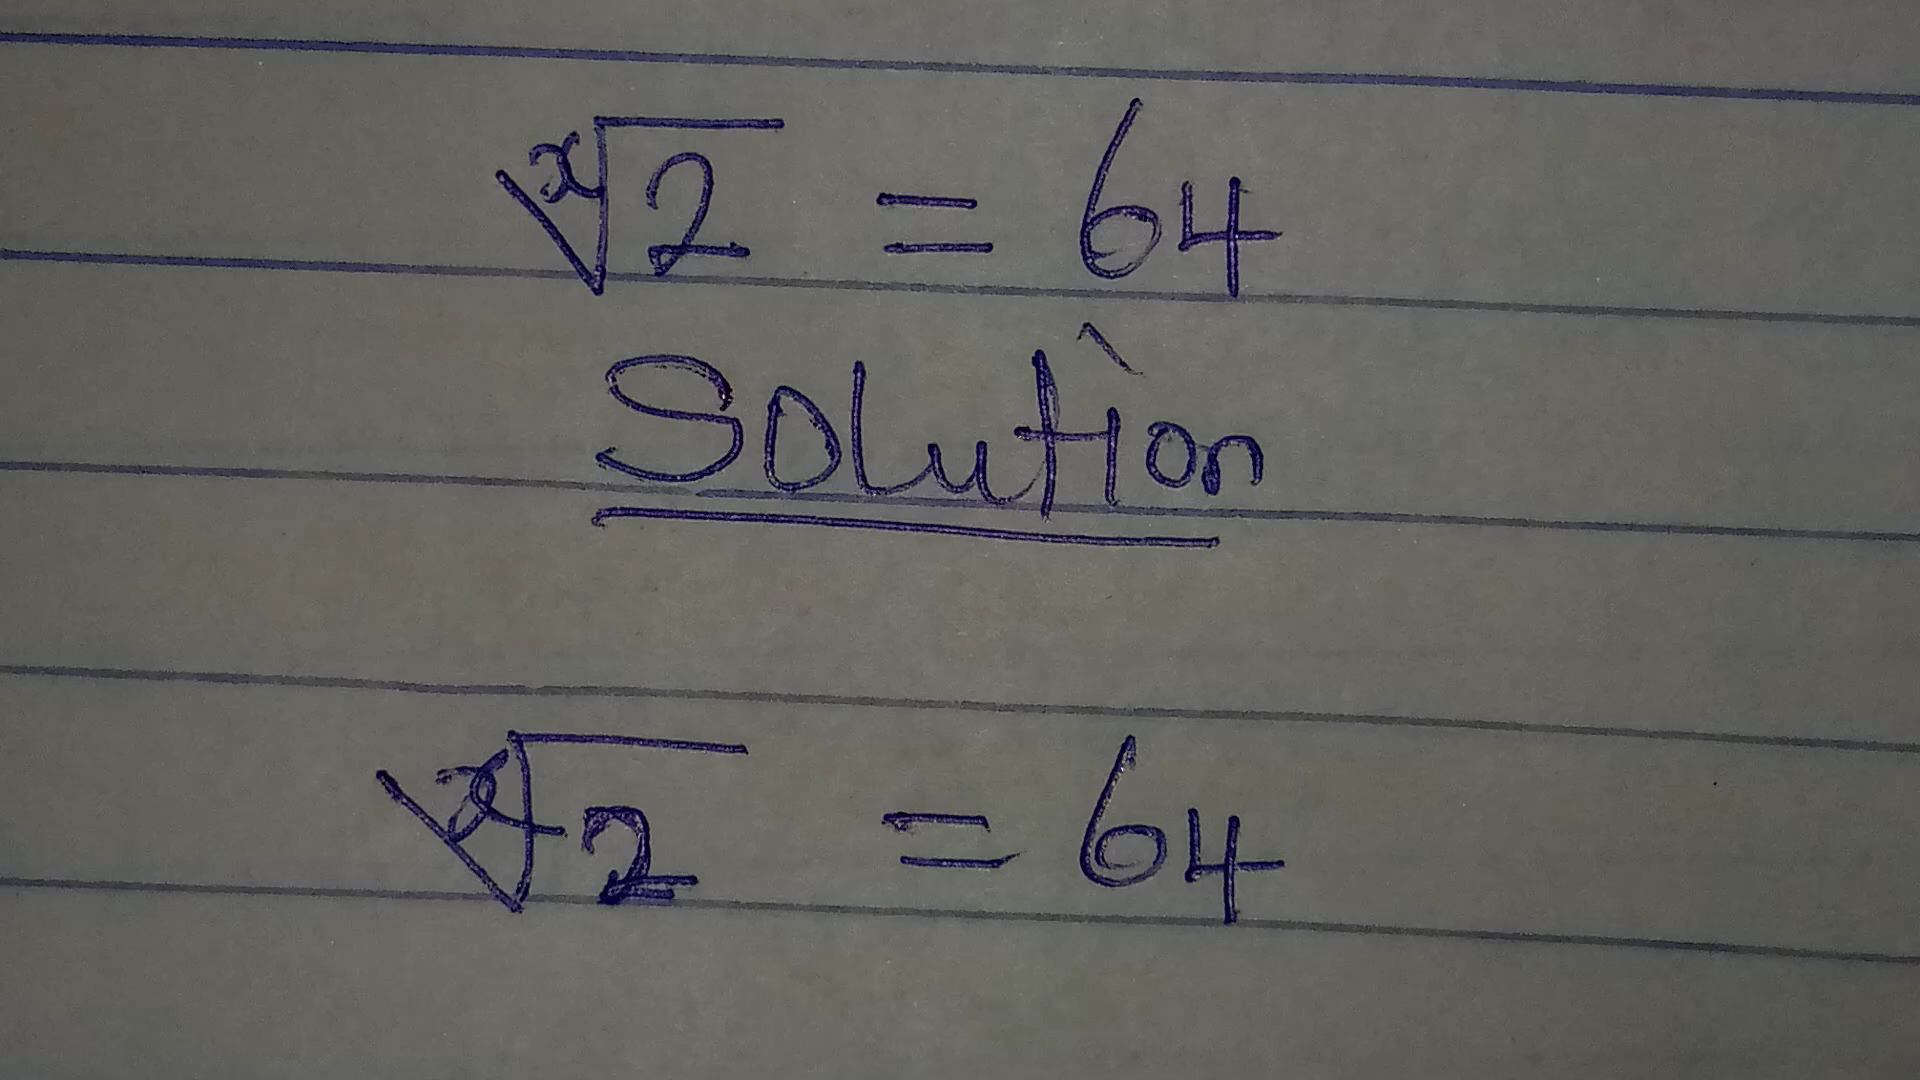 ˣ√2 = 64
Solution
ˣ√2 = 64